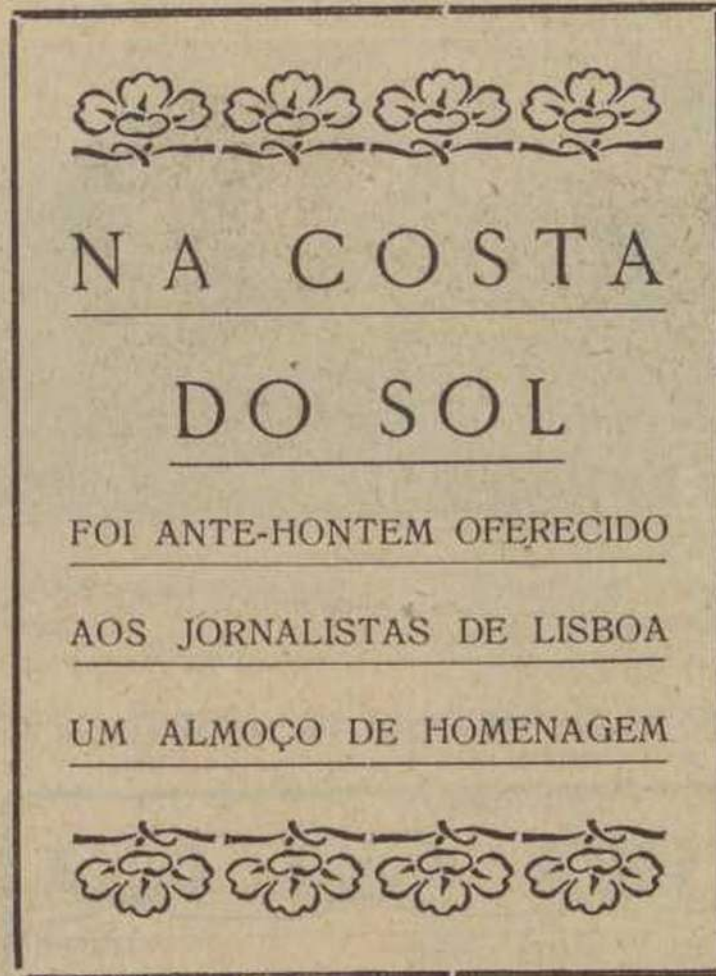 NA COSTA
DO SOL
FOI ANTE-HONTEM OFERECIDO
AOS JORNALISTAS DE LISBOA
UM ALMOÇO DE HOMENAGEM